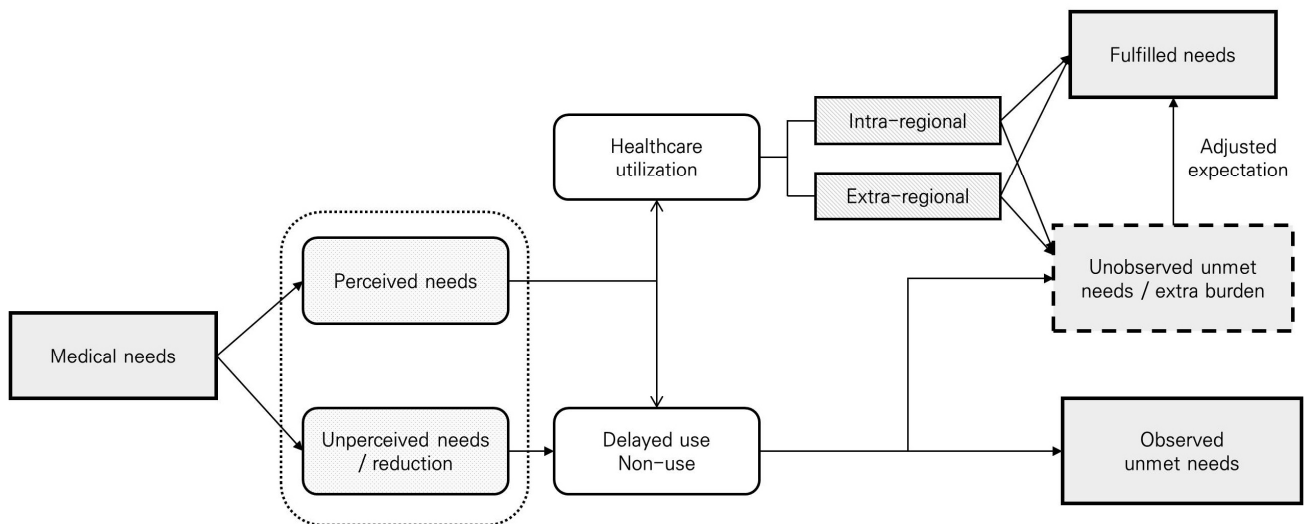 Medical needs
Perceived needs
Unperceived needs
/ reduction
Healthcare
utilization
Delayed use
Non-use
Intra-regional
Extra-regional
Fulfilled needs
Adjusted
expectation
Unobserved unmet
needs / extra burden
Observed
unmet needs